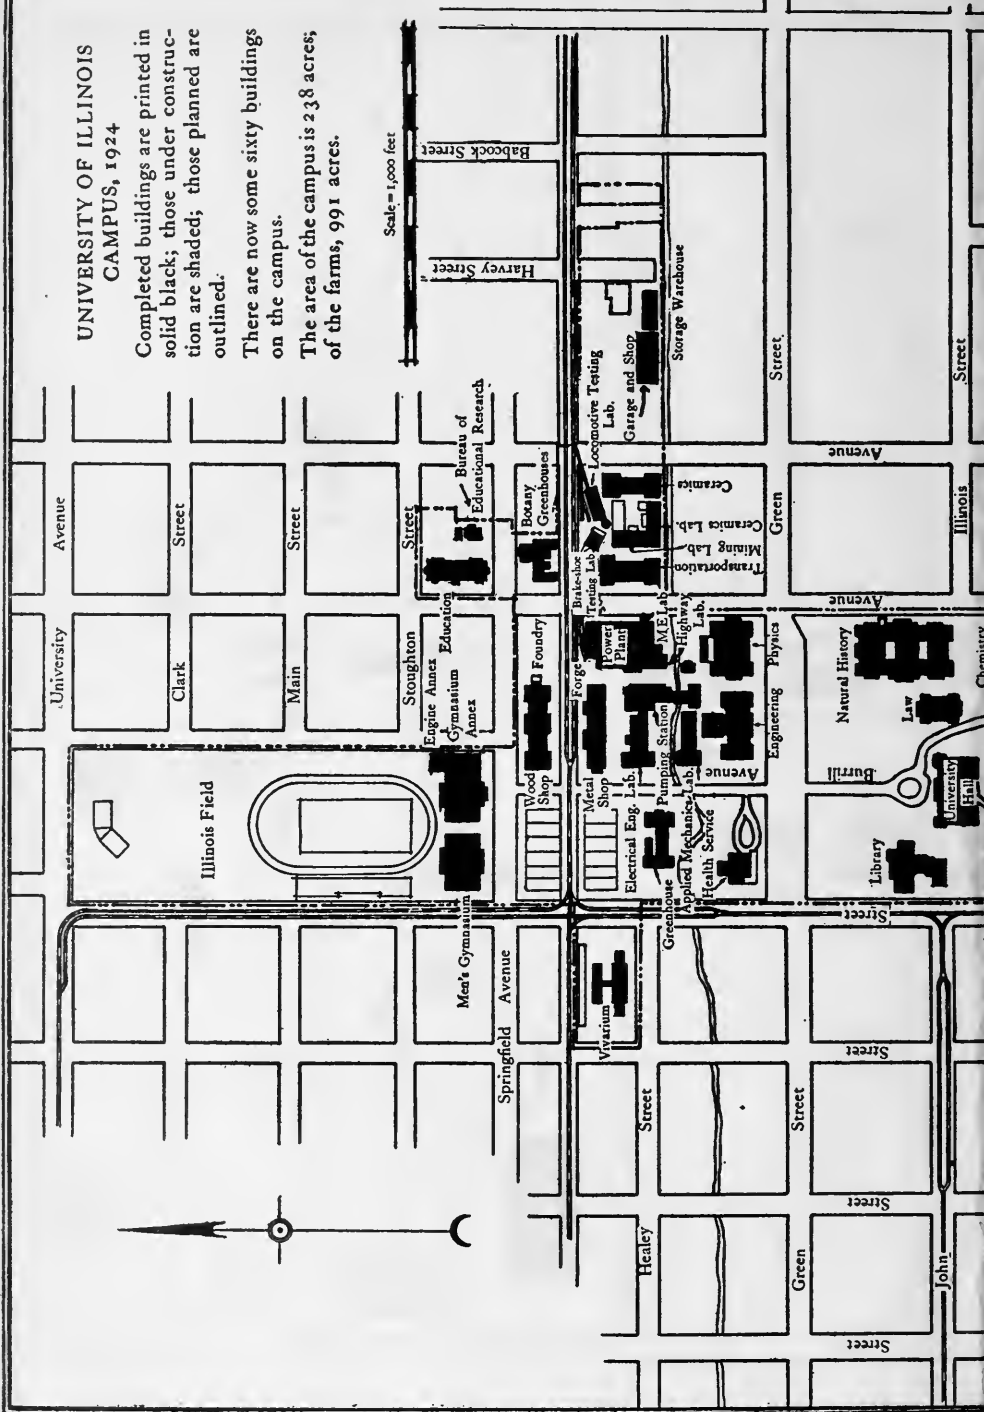 UNIVERSITY OF ILLINOIS
CAMPUS, 1924
Completed buildings are printed in
solid black; those under construc-
tion are shaded; those planned are
outlined.
There are now some sixty buildings
on the campus.
The area of the campus is 238 acres;
of the farms, 991 acres.
Scale = 1,000 feet
University
Avenue
Clark
Street
Main
Street
Stoughton
Street
Babcock Street
Harvey Street
Illinois Field
Engine Annex
Gymnasium
Annex
Education
Bureau of
Educational Research
Men's Gymnasium
Botany
Greenhouses
Springfield
Avenue
Wood
Shop
Foundry
Forge
Metal
Shop
Vivarium
Brake-shoe
Testing Lab.
Locomotive Testing
Lab.
Garage and Shop
Storage Warehouse
Power
Plant
M.E Lab.
Highway
Lab.
Transportation
Mining Lab.
Ceramics Lab.
Ceramics
Electrical Eng. Lab.
Pumping Station
Applied Mechanics Lab.
Greenhouse
Health Service
Engineering
Physics
Healey
Street
Green
Street
Green
Street
Avenue
Avenue
Burrill
Avenue
Natural History
Law
University
Hall
Library
Chemistry
Illinois
Street
John
Street
Street
Street
Street